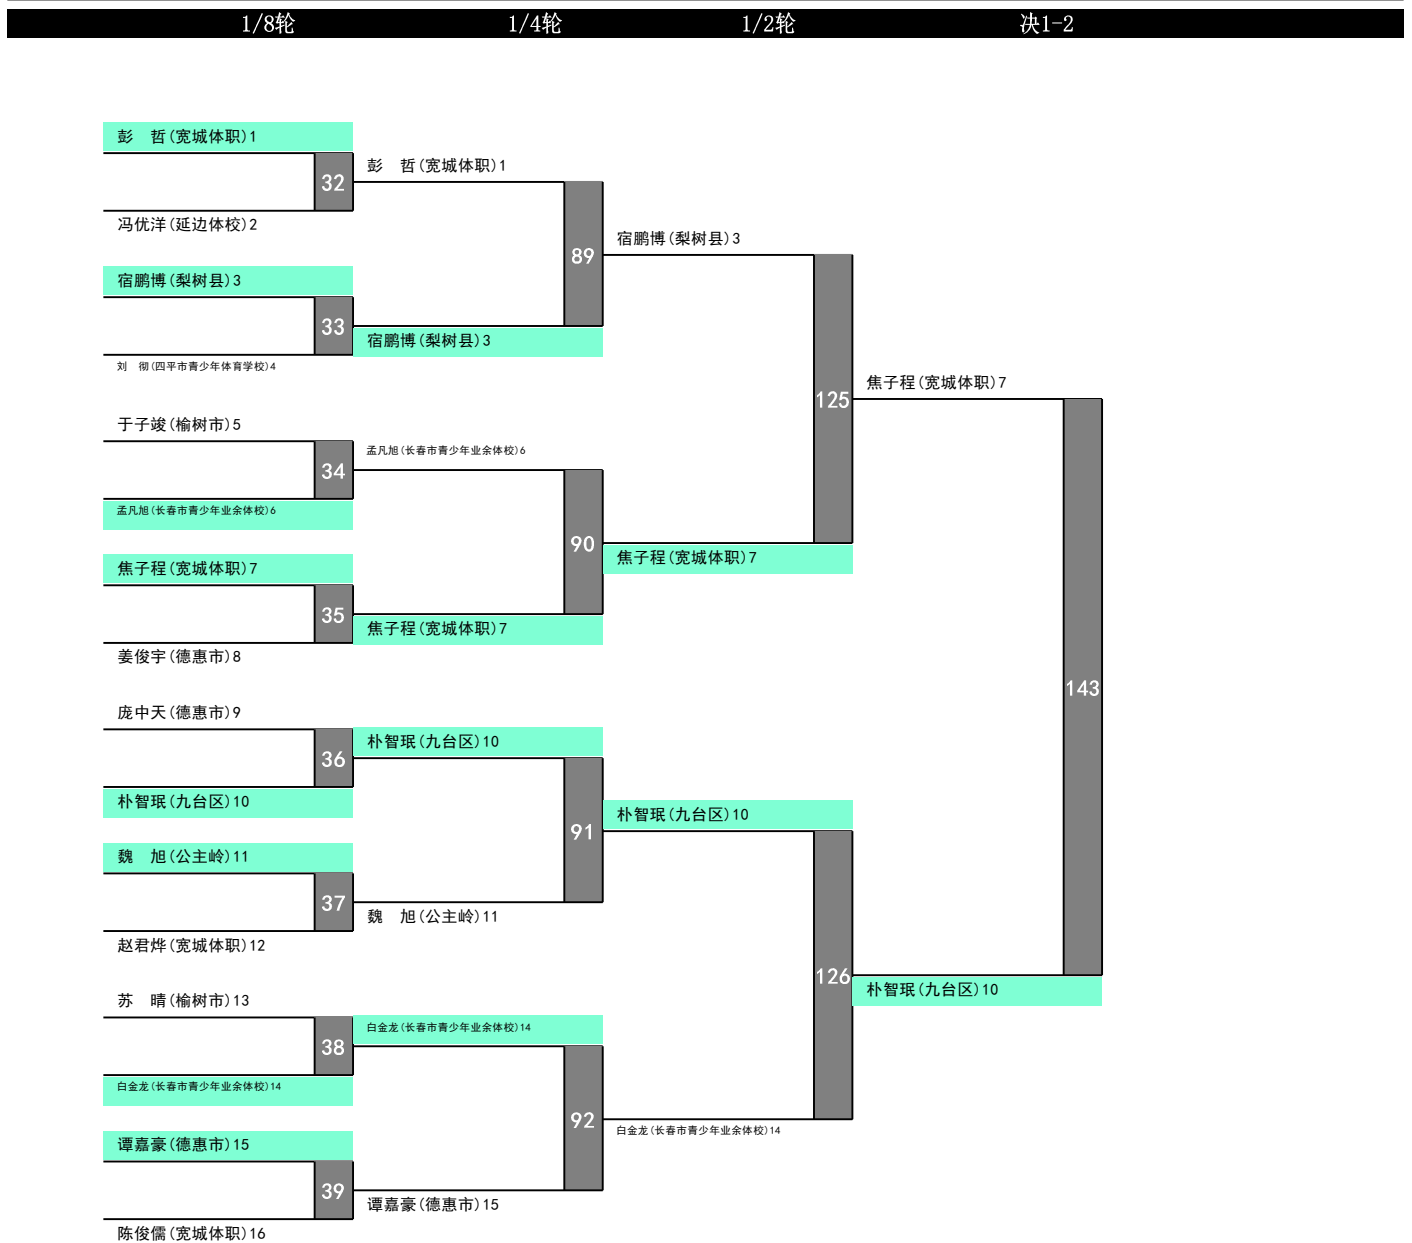 1/8轮 1/4轮 1/2轮 决1-2
彭　哲(宽城体职)1
32
彭　哲(宽城体职)1
冯优洋(延边体校)2
89
宿鹏博(梨树县)3
宿鹏博(梨树县)3
33
宿鹏博(梨树县)3
刘　彻(四平市青少年体育学校)4
125
焦子程(宽城体职)7
于子竣(榆树市)5
34
孟凡旭(长春市青少年业余体校)6
孟凡旭(长春市青少年业余体校)6
90
焦子程(宽城体职)7
焦子程(宽城体职)7
35
焦子程(宽城体职)7
姜俊宇(德惠市)8
143
庞中天(德惠市)9
36
朴智珉(九台区)10
朴智珉(九台区)10
91
朴智珉(九台区)10
魏　旭(公主岭)11
37
魏　旭(公主岭)11
赵君烨(宽城体职)12
126
朴智珉(九台区)10
苏　晴(榆树市)13
38
白金龙(长春市青少年业余体校)14
白金龙(长春市青少年业余体校)14
92
白金龙(长春市青少年业余体校)14
谭嘉豪(德惠市)15
39
谭嘉豪(德惠市)15
陈俊儒(宽城体职)16